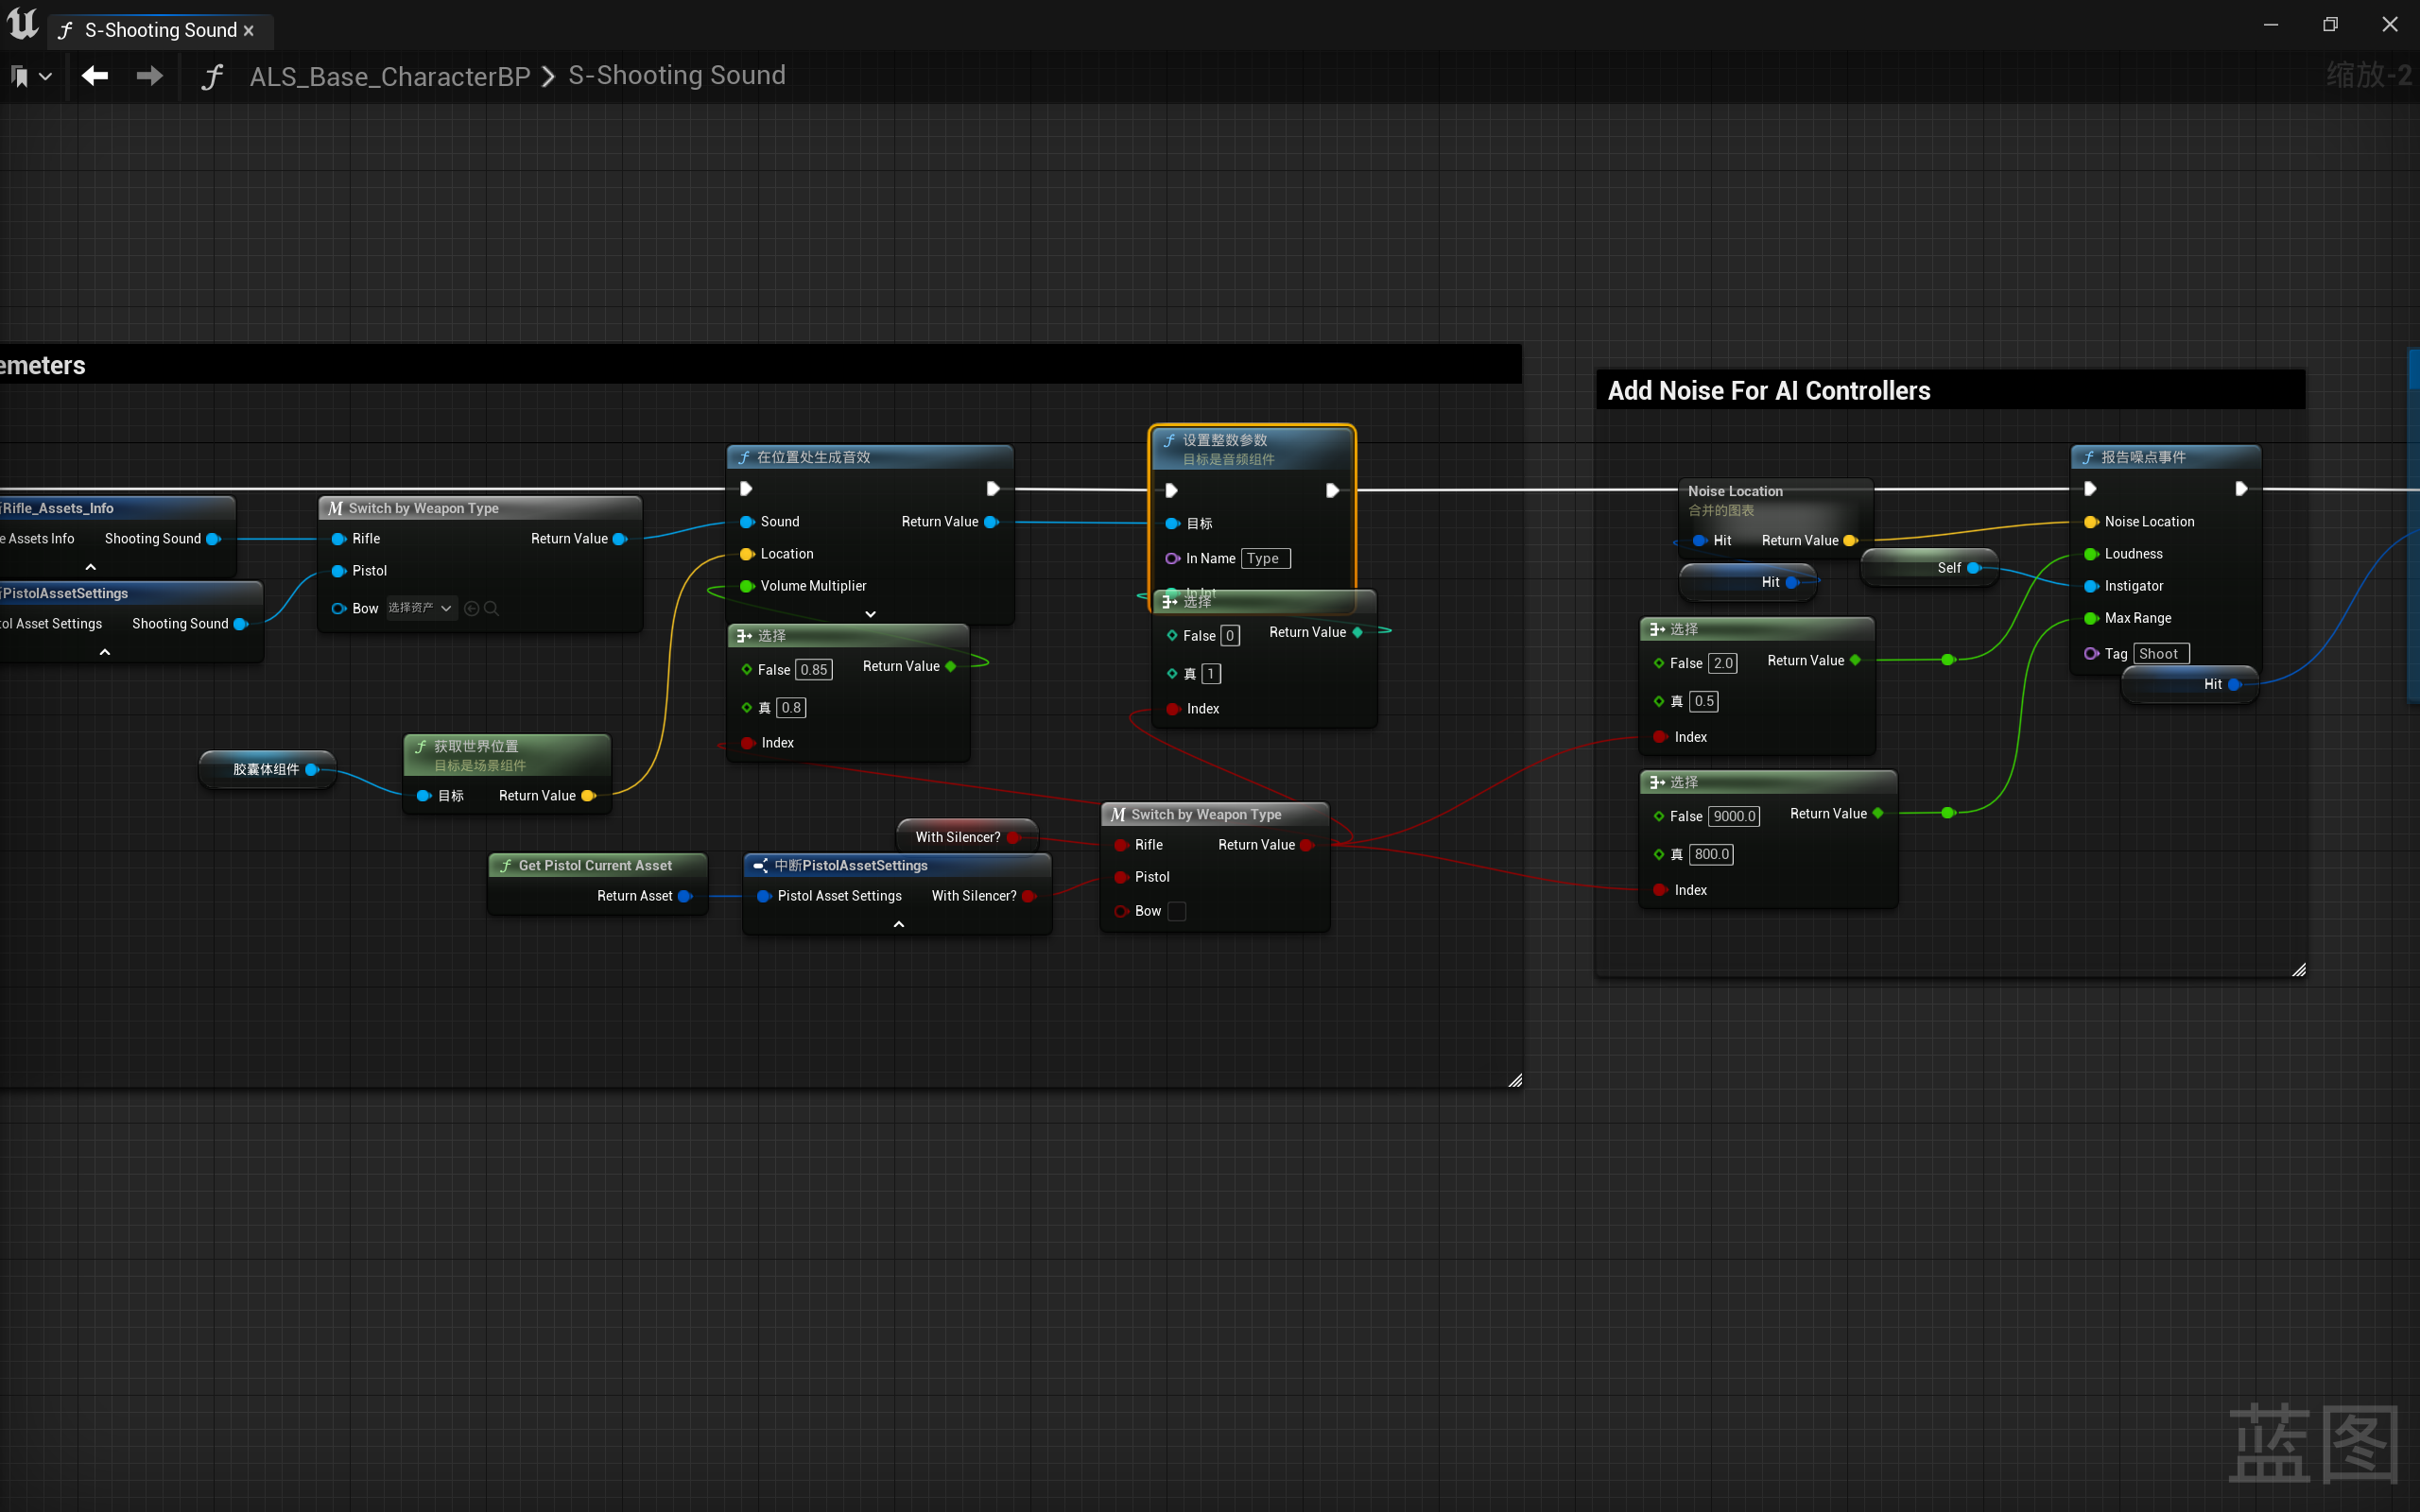 S-Shooting Sound
ALS_Base_CharacterBP > S-Shooting Sound
缩放-2
emeters
Rifle_Assets_Info
e Assets Info
Shooting Sound
PistolAssetSettings
tol Asset Settings
Shooting Sound
Switch by Weapon Type
Rifle
Return Value
Pistol
Bow
选择资产
在位置处生成音效
Sound
Return Value
Location
Volume Multiplier
选择
False
0.85
Return Value
真
0.8
Index
设置整数参数
目标是音频组件
目标
In Name
Type
In Int
选择
False
0
Return Value
真
1
Index
胶囊体组件
获取世界位置
目标是场景组件
目标
Return Value
With Silencer?
Get Pistol Current Asset
Return Asset
中断PistolAssetSettings
Pistol Asset Settings
With Silencer?
Switch by Weapon Type
Rifle
Return Value
Pistol
Bow
Add Noise For AI Controllers
Noise Location
合并的图表
Hit
Return Value
Hit
Self
选择
False
2.0
Return Value
真
0.5
Index
选择
False
9000.0
Return Value
真
800.0
Index
报告噪点事件
Noise Location
Loudness
Instigator
Max Range
Tag
Shoot
Hit
蓝图